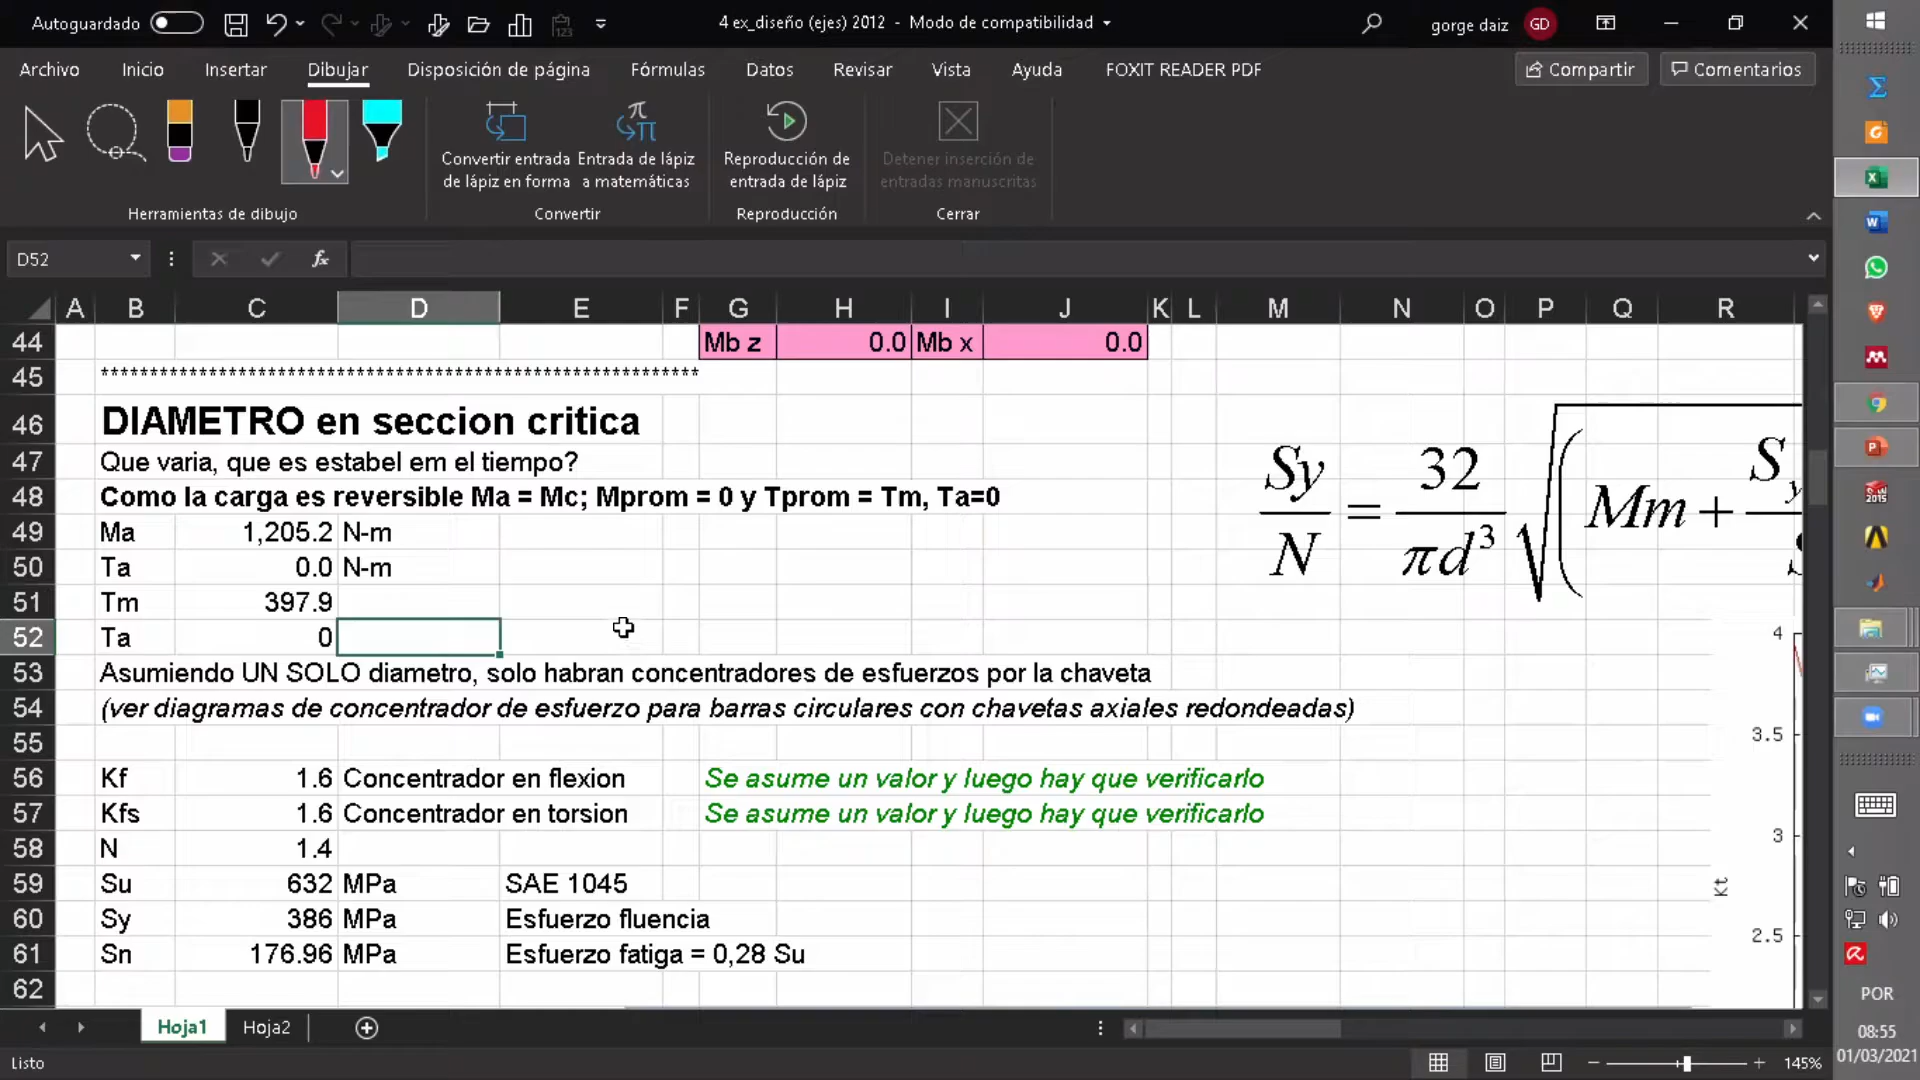 Autoguardado
4 ex_diseño (ejes) 2012 - Modo de compatibilidad
gorge daiz
GD
Archivo Inicio Insertar Dibujar Disposición de página Fórmulas Datos Revisar Vista Ayuda FOXIT READER PDF
Compartir Comentarios
Convertir entrada de lápiz en forma
Entrada de lápiz a matemáticas
Reproducción de entrada de lápiz
Detener inserción de entradas manuscritas
Herramientas de dibujo Convertir Reproducción Cerrar
D52 fx
A B C D E F G H I J K L M N O P Q R
44 Mb z 0.0 Mb x 0.0
45 *************************************************************
46 DIAMETRO en seccion critica
47 Que varia, que es estabel em el tiempo?
48 Como la carga es reversible Ma = Mc; Mprom = 0 y Tprom = Tm, Ta=0
49 Ma 1,205.2 N-m
50 Ta 0.0 N-m
51 Tm 397.9
52 Ta 0
53 Asumiendo UN SOLO diametro, solo habran concentradores de esfuerzos por la chaveta
54 (ver diagramas de concentrador de esfuerzo para barras circulares con chavetas axiales redondeadas)
55
56 Kf 1.6 Concentrador en flexion Se asume un valor y luego hay que verificarlo
57 Kfs 1.6 Concentrador en torsion Se asume un valor y luego hay que verificarlo
58 N 1.4
59 Su 632 MPa SAE 1045
60 Sy 386 MPa Esfuerzo fluencia
61 Sn 176.96 MPa Esfuerzo fatiga = 0,28 Su
62
Sy/N = 32/πd³ √(Mm + Sy
4
3.5
3
2.5
Kt
Hoja1 Hoja2
Listo
145%
POR
08:55
01/03/2021